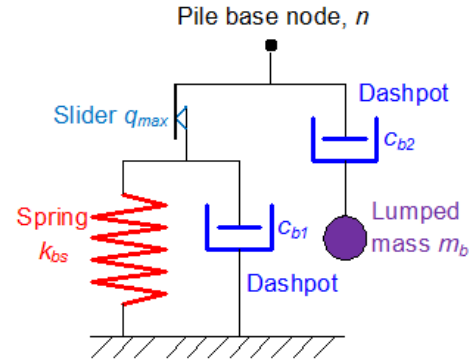 Pile base node, n
Dashpot
Slider qmax
cb2
Spring
kbs
cb1
Lumped
mass mb
Dashpot